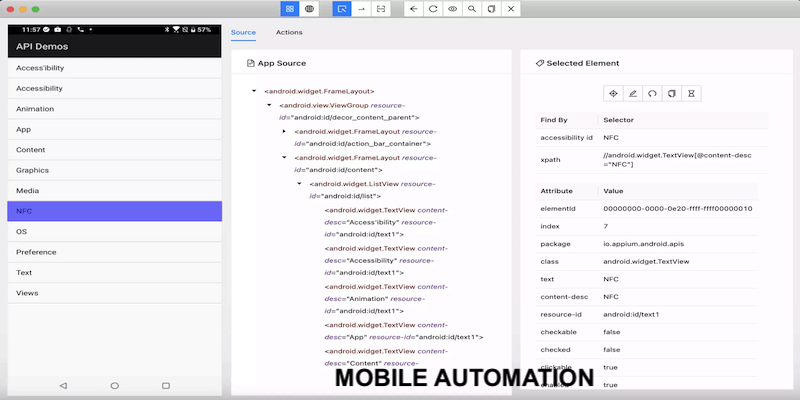 11:57
57%
API Demos
Access'ibility
Accessibility
Animation
App
Content
Graphics
Media
NFC
OS
Preference
Text
Views
Source
Actions
App Source
<android.widget.FrameLayout>
<android.view.ViewGroup resource-
id="android:id/decor_content_parent">
<android.widget.FrameLayout resource-
id="android:id/action_bar_container">
<android.widget.FrameLayout resource-
id="android:id/content">
<android.widget.ListView resource-
id="android:id/list">
<android.widget.TextView content-
desc="Access'ibility" resource-
id="android:id/text1">
<android.widget.TextView content-
desc="Accessibility" resource-
id="android:id/text1">
<android.widget.TextView content-
desc="Animation" resource-
id="android:id/text1">
<android.widget.TextView content-
desc="App" resource-id="android:id/text1">
<android.widget.TextView content-
desc="Content" resource-
Selected Element
Find By Selector
accessibility id NFC
xpath //android.widget.TextView[@content-desc
="NFC"]
Attribute Value
elementId 00000000-0000-0e20-ffff-ffff00000010
index 7
package io.appium.android.apis
class android.widget.TextView
text NFC
content-desc NFC
resource-id android:id/text1
checkable false
checked false
clickable true
enabled true
MOBILE AUTOMATION